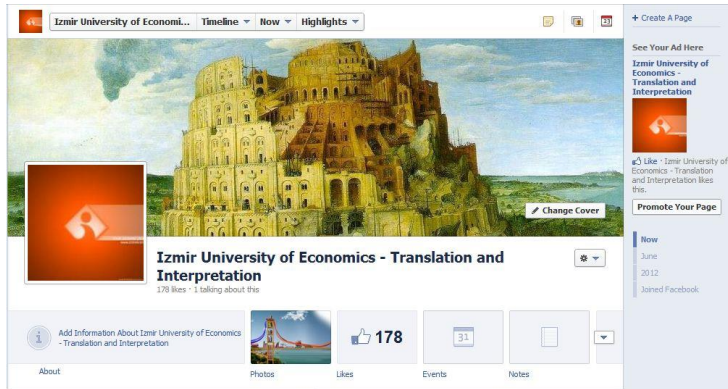 Izmir University of Economi...
Timeline
Now
Highlights
23
+ Create A Page
See Your Ad Here
Izmir University of
Economics -
Translation and
Interpretation
Like · Izmir University of
Economics - Translation
and Interpretation likes
this.
Promote Your Page
Now
June
2012
Joined Facebook
Change Cover
Izmir University of Economics - Translation and
Interpretation
178 likes · 1 talking about this
Add Information About Izmir University of Economics
- Translation and Interpretation
About
Photos
178
Likes
31
Events
Notes